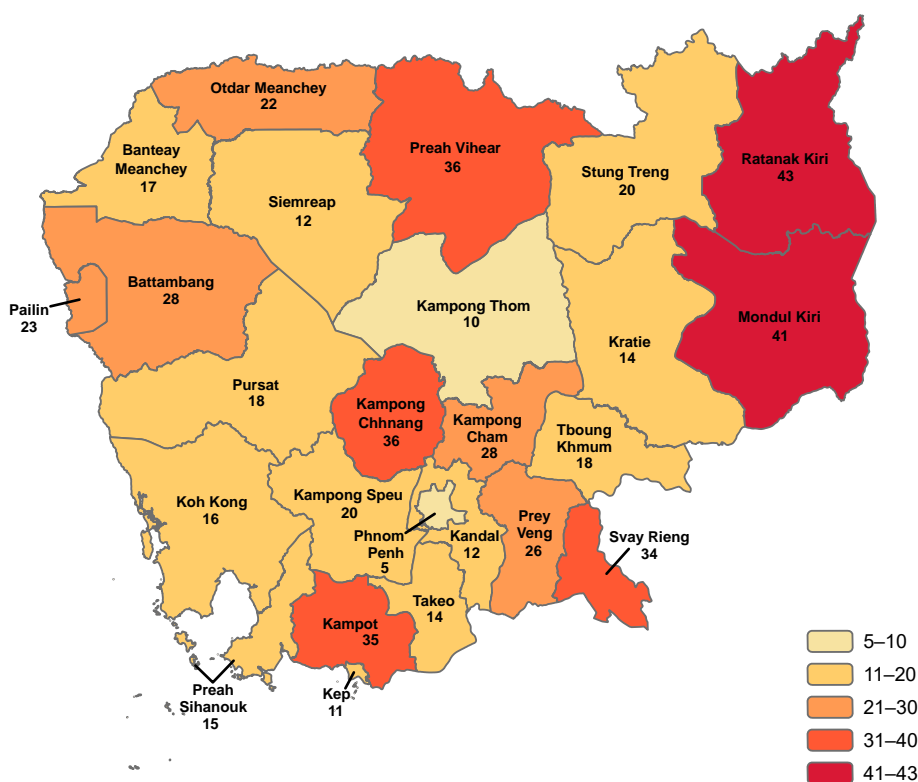 Otdar Meanchey
22
Preah Vihear
36
Banteay
Meanchey
17
Siemreap
12
Stung Treng
20
Ratanak Kiri
43
Battambang
28
Pailin
23
Kampong Thom
10
Kratie
14
Mondul Kiri
41
Pursat
18
Kampong
Chhnang
36
Kampong
Cham
28
Tboung
Khmum
18
Koh Kong
16
Kampong Speu
20
Phnom
Penh
5
Kandal
12
Prey
Veng
26
Svay Rieng
34
Takeo
14
Kampot
35
Preah
Sihanouk
15
Kep
11
5–10
11–20
21–30
31–40
41–43